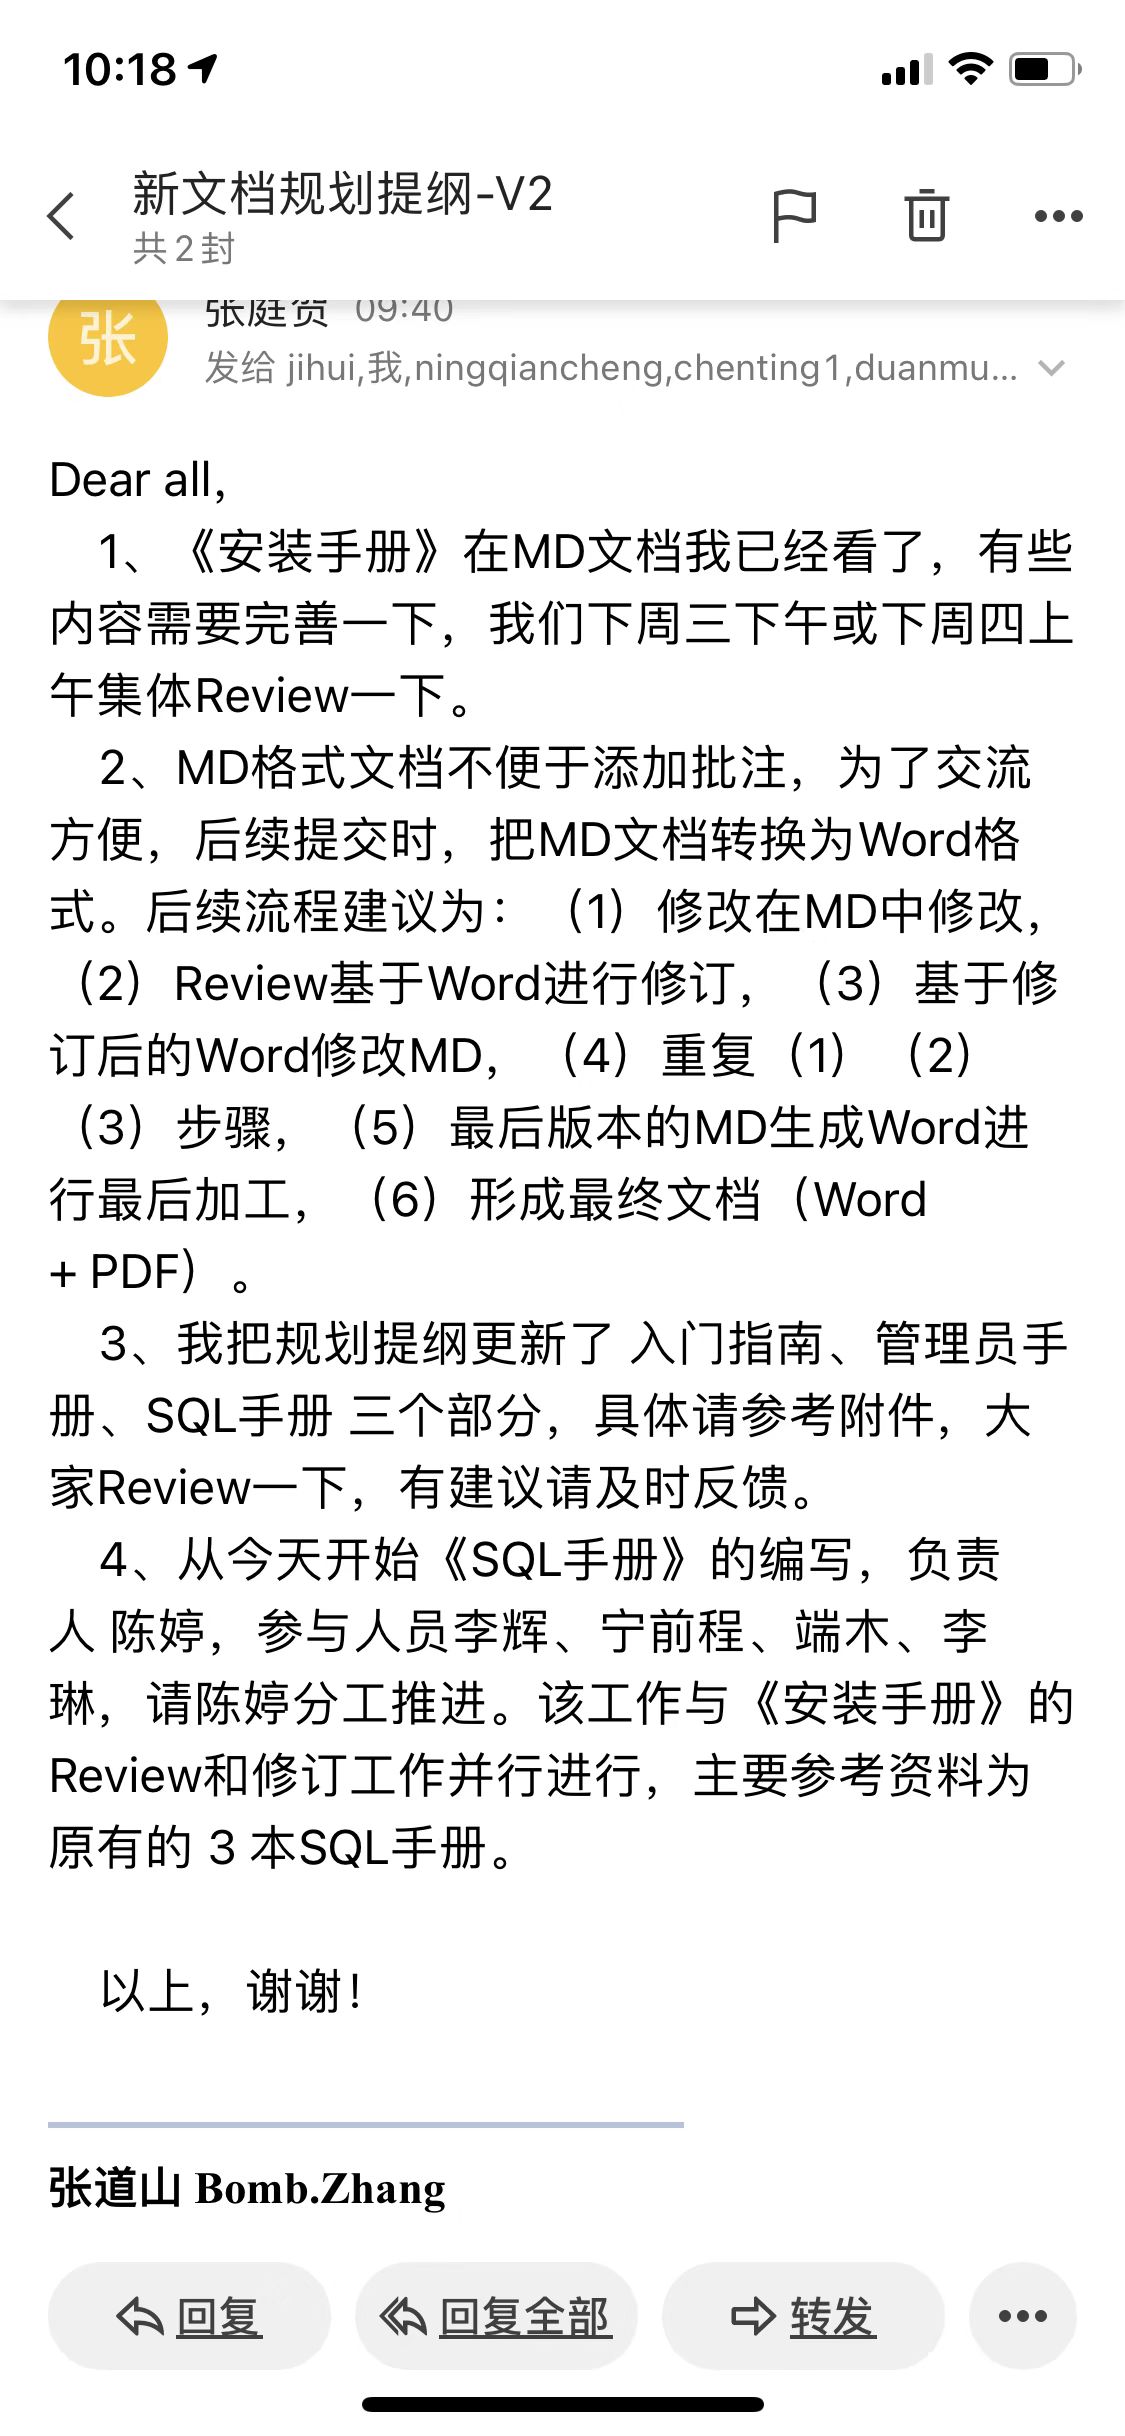 10:18
新文档规划提纲-V2
共2封
张庭贺 09:40
张
发给 jihui,我,ningqiancheng,chenting1,duanmu...
Dear all,
1、《安装手册》在MD文档我已经看了，有些
内容需要完善一下，我们下周三下午或下周四上
午集体Review一下。
2、MD格式文档不便于添加批注，为了交流
方便，后续提交时，把MD文档转换为Word格
式。后续流程建议为：（1）修改在MD中修改，
（2）Review基于Word进行修订，（3）基于修
订后的Word修改MD，（4）重复（1）（2）
（3）步骤，（5）最后版本的MD生成Word进
行最后加工，（6）形成最终文档（Word
+ PDF）。
3、我把规划提纲更新了 入门指南、管理员手
册、SQL手册 三个部分，具体请参考附件，大
家Review一下，有建议请及时反馈。
4、从今天开始《SQL手册》的编写，负责
人 陈婷，参与人员李辉、宁前程、端木、李
琳，请陈婷分工推进。该工作与《安装手册》的
Review和修订工作并行进行，主要参考资料为
原有的 3 本SQL手册。
以上，谢谢！
张道山 Bomb.Zhang
回复 回复全部 转发